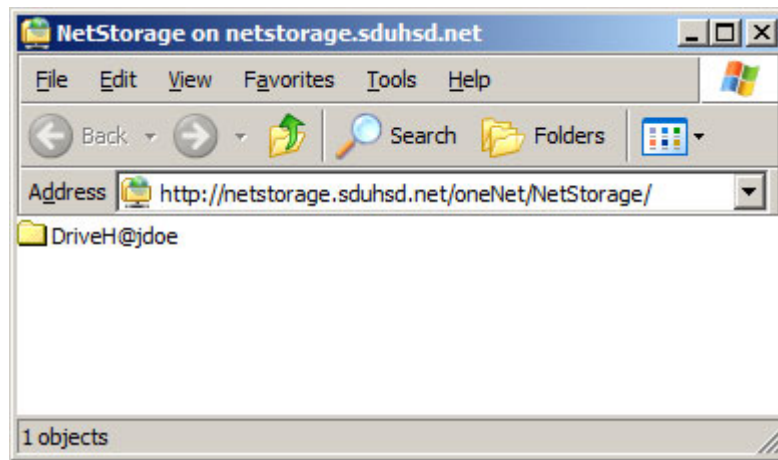 NetStorage on netstorage.sduhsd.net
File Edit View Favorites Tools Help
Back Search Folders
Address http://netstorage.sduhsd.net/oneNet/NetStorage/
DriveH@jdoe
1 objects